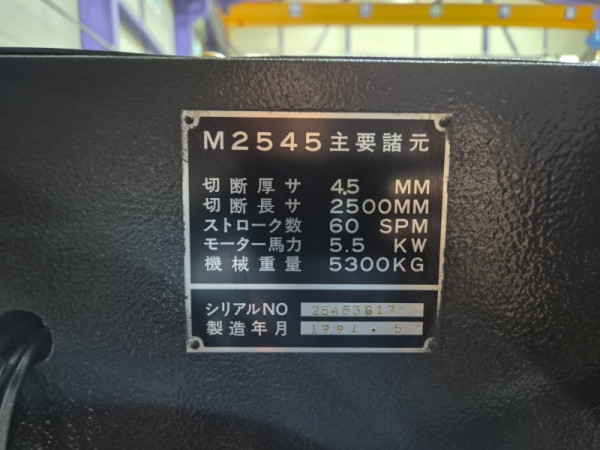 M2545主要諸元
切断厚サ 4.5 MM
切断長サ 2500MM
ストローク数 60 SPM
モーター馬力 5.5 KW
機械重量 5300KG
シリアルNO 25453817
製造年月 1991.5